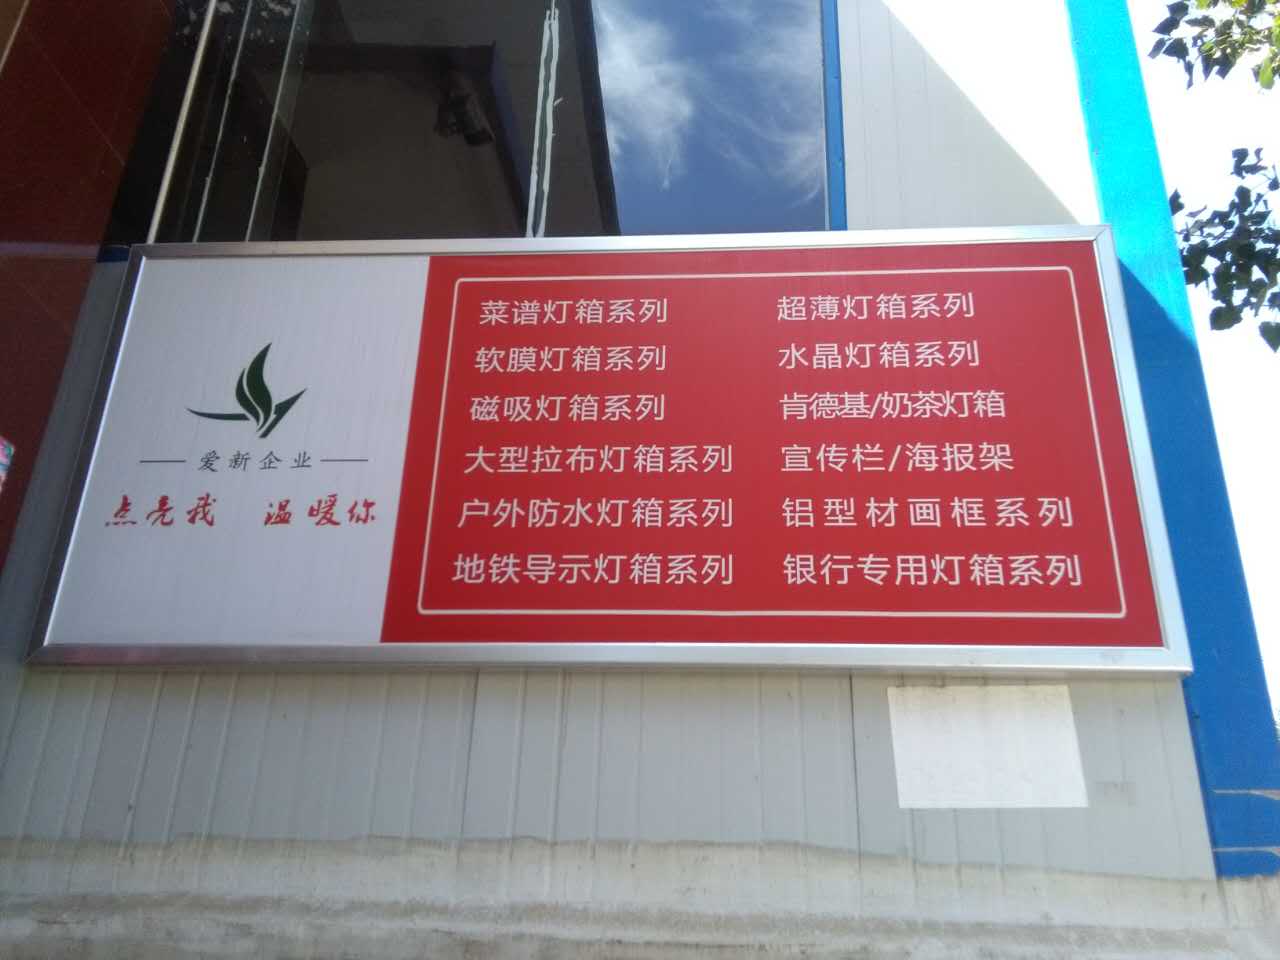 爱新企业
点亮我 温暖你
菜谱灯箱系列
软膜灯箱系列
磁吸灯箱系列
大型拉布灯箱系列
户外防水灯箱系列
地铁导示灯箱系列
超薄灯箱系列
水晶灯箱系列
肯德基/奶茶灯箱
宣传栏/海报架
铝型材画框系列
银行专用灯箱系列